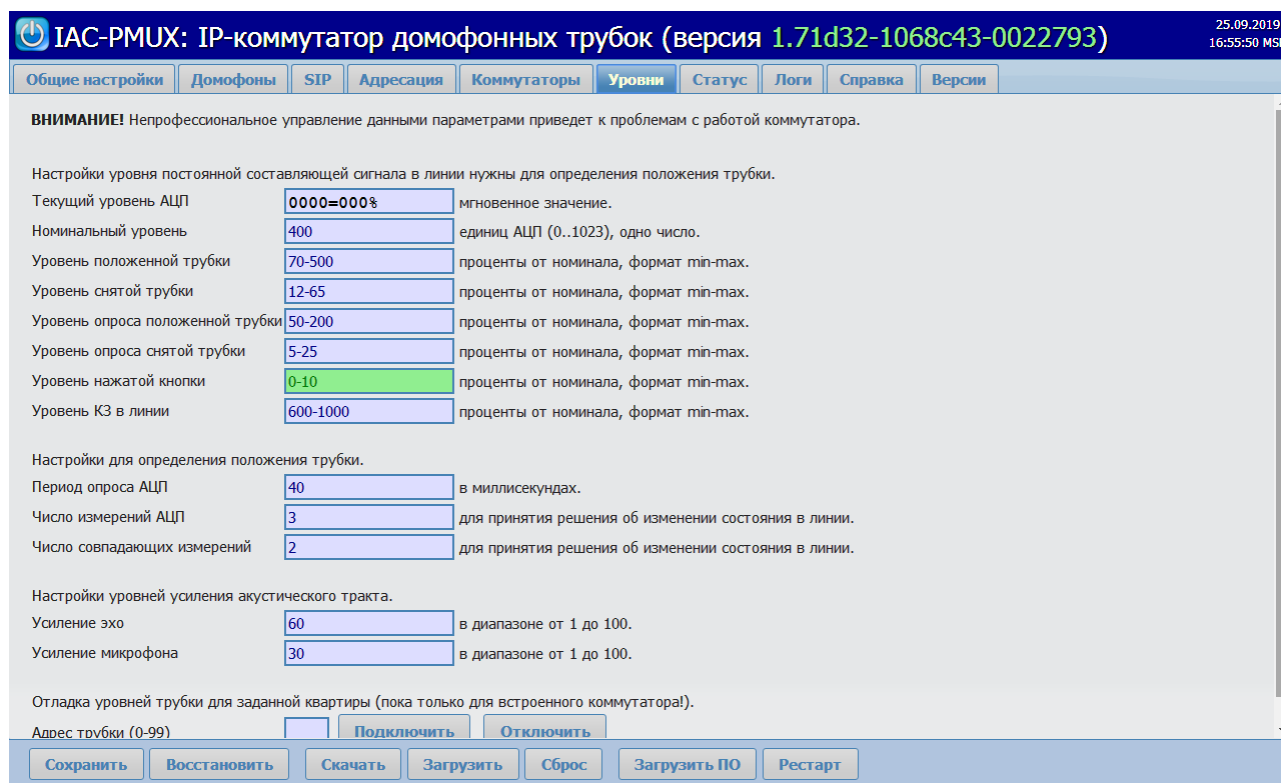 IAC-PMUX: IP-коммутатор домофонных трубок (версия 1.71d32-1068c43-0022793)
25.09.2019
16:55:50 MS
Общие настройки Домофоны SIP Адресация Коммутаторы Уровни Статус Логи Справка Версии
ВНИМАНИЕ! Непрофессиональное управление данными параметрами приведет к проблемам с работой коммутатора.
Настройки уровня постоянной составляющей сигнала в линии нужны для определения положения трубки.
Текущий уровень АЦП 0000=000% мгновенное значение.
Номинальный уровень 400 единиц АЦП (0..1023), одно число.
Уровень положенной трубки 70-500 проценты от номинала, формат min-max.
Уровень снятой трубки 12-65 проценты от номинала, формат min-max.
Уровень опроса положенной трубки 50-200 проценты от номинала, формат min-max.
Уровень опроса снятой трубки 5-25 проценты от номинала, формат min-max.
Уровень нажатой кнопки 0-10 проценты от номинала, формат min-max.
Уровень КЗ в линии 600-1000 проценты от номинала, формат min-max.
Настройки для определения положения трубки.
Период опроса АЦП 40 в миллисекундах.
Число измерений АЦП 3 для принятия решения об изменении состояния в линии.
Число совпадающих измерений 2 для принятия решения об изменении состояния в линии.
Настройки уровней усиления акустического тракта.
Усиление эхо 60 в диапазоне от 1 до 100.
Усиление микрофона 30 в диапазоне от 1 до 100.
Отладка уровней трубки для заданной квартиры (пока только для встроенного коммутатора!).
Адрес трубки (0-99) Подключить Отключить
Сохранить Восстановить Скачать Загрузить Сброс Загрузить ПО Рестарт